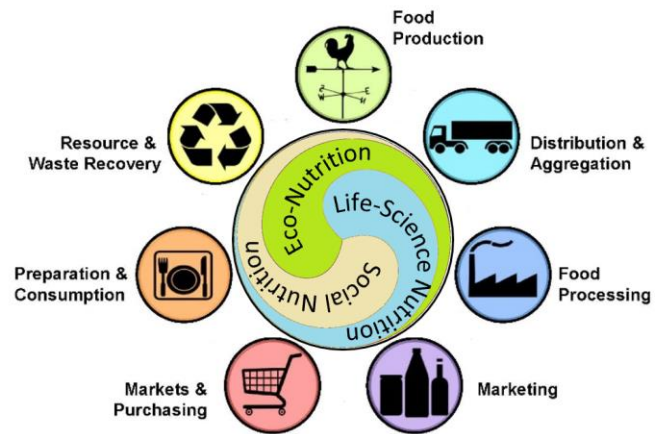 Food
Production
Resource &
Waste Recovery
Distribution &
Aggregation
Eco-Nutrition
Life-Science Nutrition
Social Nutrition
Preparation &
Consumption
Food
Processing
Markets &
Purchasing
Marketing
W
E
S
N